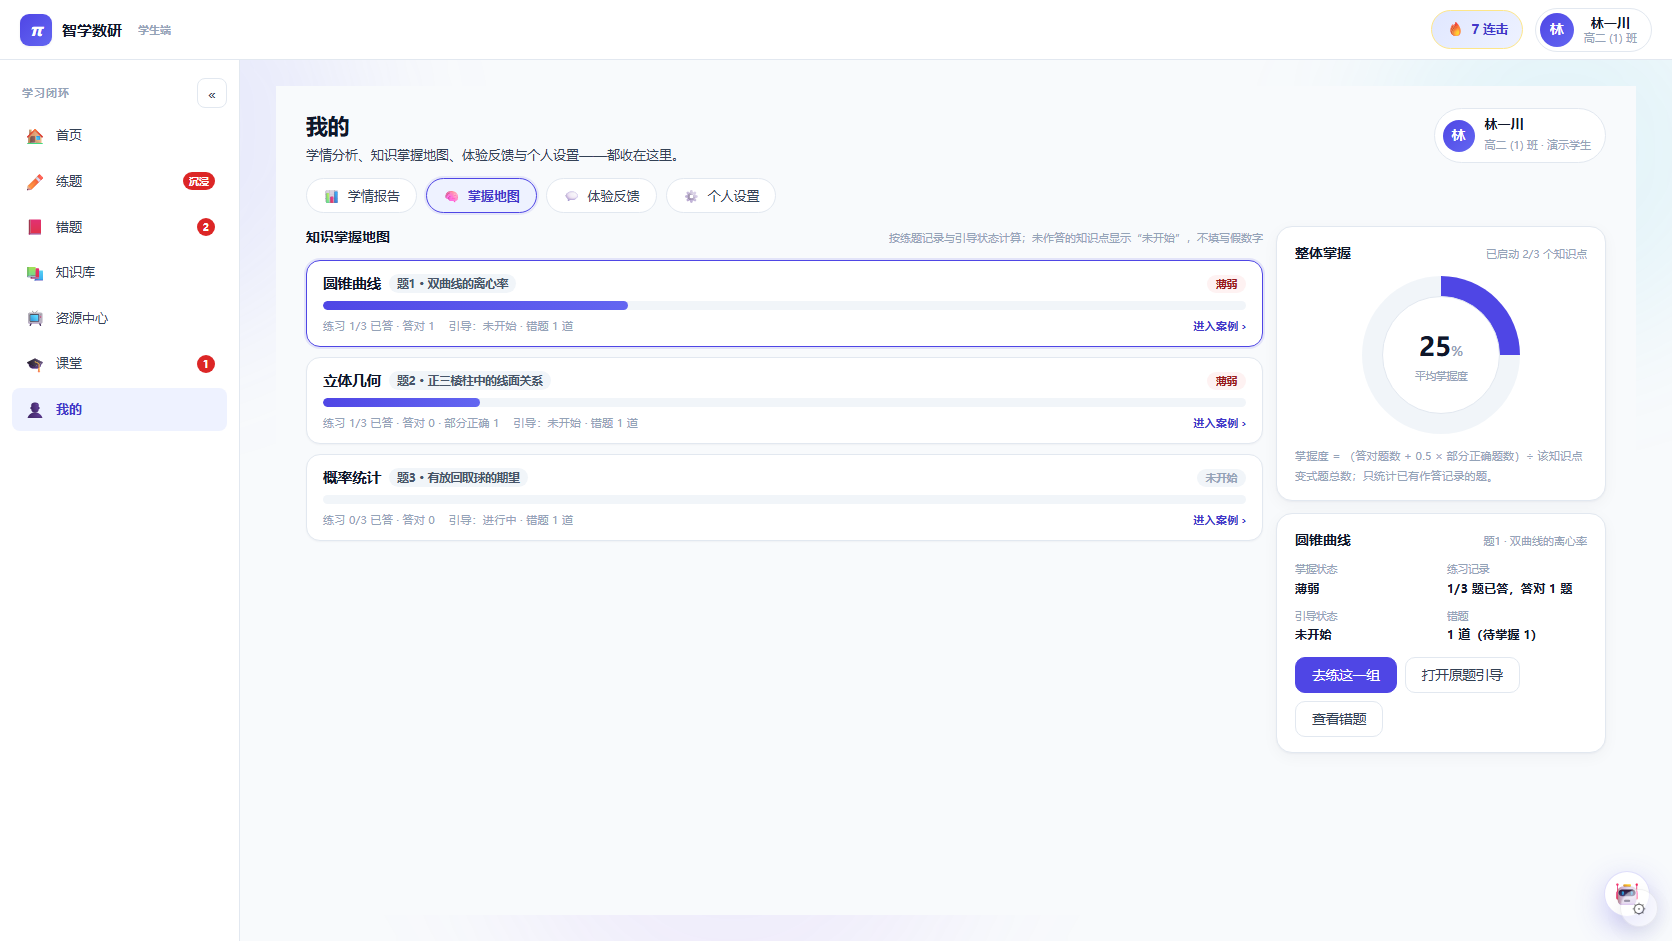 π 智学数研 学生端
🔥 7 连击
林 林一川
高二 (1) 班
学习闭环 «
首页
练题 沉浸
错题 2
知识库
资源中心
课堂 1
我的
我的
学情分析、知识掌握地图、体验反馈与个人设置——都收在这里。
林 林一川
高二 (1) 班 · 演示学生
学情报告 掌握地图 体验反馈 个人设置
知识掌握地图 按练题记录与引导状态计算；未作答的知识点显示“未开始”，不填写假数字
圆锥曲线 题1 · 双曲线的离心率 薄弱
练习 1/3 已答 · 答对 1 引导：未开始 · 错题 1 道 进入案例 ›
立体几何 题2 · 正三棱柱中的线面关系 薄弱
练习 1/3 已答 · 答对 0 · 部分正确 1 引导：未开始 · 错题 1 道 进入案例 ›
概率统计 题3 · 有放回取球的期望 未开始
练习 0/3 已答 · 答对 0 引导：进行中 · 错题 1 道 进入案例 ›
整体掌握 已启动 2/3 个知识点
25%
平均掌握度
掌握度 = （答对题数 + 0.5 × 部分正确题数）÷ 该知识点
变式题总数；只统计已有作答记录的题。
圆锥曲线 题1 · 双曲线的离心率
掌握状态 练习记录
薄弱 1/3 题已答，答对 1 题
引导状态 错题
未开始 1 道（待掌握 1）
去练这一组 打开原题引导
查看错题